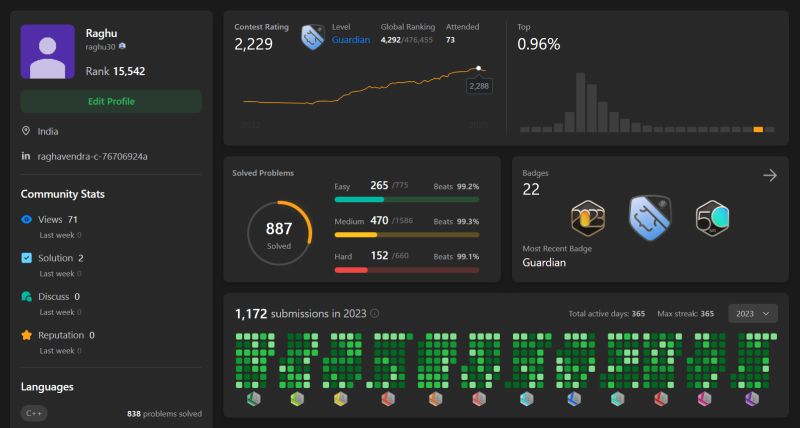 Raghu
raghu30
Rank 15,542
Edit Profile
India
in raghavendra-c-76706924a
Community Stats
Views 71
Last week 0
Solution 2
Last week 0
Discuss 0
Last week 0
Reputation 0
Last week 0
Languages
C++ 838 problems solved
Contest Rating
2,229
Level
Guardian
Global Ranking
4,292/476,455
Attended
73
2,288
2022 2023
Top
0.96%
Solved Problems
887
Solved
Easy 265 /775 Beats 99.2%
Medium 470 /1586 Beats 99.3%
Hard 152 /660 Beats 99.1%
Badges
22
2023
50
Most Recent Badge
Guardian
1,172 submissions in 2023
Total active days: 365 Max streak: 365 2023